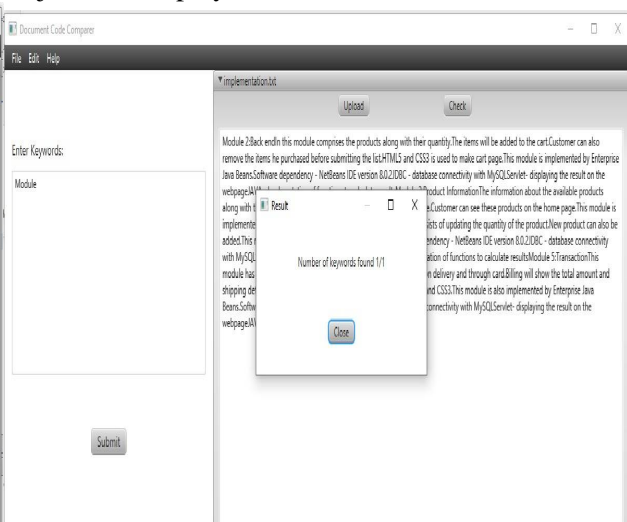 Document Code Comparer
File Edit Help
implementation.txt
Upload Check
Enter Keywords:
Module
Submit
Module 2:Back endIn this module comprises the products along with their quantity.The items will be added to the cart.Customer can also
remove the items he purchased before submitting the list.HTML5 and CSS3 is used to make cart page.This module is implemented by Enterprise
Java Beans.Software dependency - NetBeans IDE version 8.0.2JDBC - database connectivity with MySQLServlet- displaying the result on the
roduct InformationThe information about the available products
along with e.Customer can see these products on the home page.This module is
implemente sists of updating the quantity of the product.New product can also be
added.This endency - NetBeans IDE version 8.0.2JDBC - database connectivity
with MySQL ation of functions to calculate resultsModule 5:TransactionThis
module has n delivery and through card.Billing will show the total amount and
shipping de nd CSS3.This module is also implemented by Enterprise Java
Beans.Softw connectivity with MySQLServlet- displaying the result on the
webpage.
Result
Number of keywords found 1/1
Close